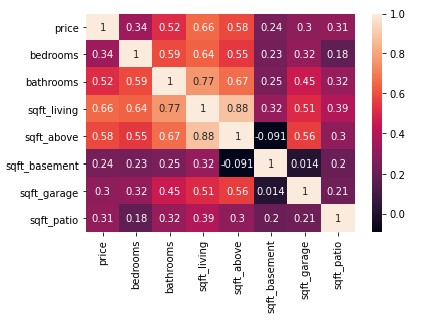 price 1 0.34 0.52 0.66 0.58 0.24 0.3 0.31
bedrooms 0.34 1 0.59 0.64 0.55 0.23 0.32 0.18
bathrooms 0.52 0.59 1 0.77 0.67 0.25 0.45 0.32
sqft_living 0.66 0.64 0.77 1 0.88 0.32 0.51 0.39
sqft_above 0.58 0.55 0.67 0.88 1 -0.091 0.56 0.3
sqft_basement 0.24 0.23 0.25 0.32 -0.091 1 0.014 0.2
sqft_garage 0.3 0.32 0.45 0.51 0.56 0.014 1 0.21
sqft_patio 0.31 0.18 0.32 0.39 0.3 0.2 0.21 1
price bedrooms bathrooms sqft_living sqft_above sqft_basement sqft_garage sqft_patio
1.0
0.8
0.6
0.4
0.2
0.0